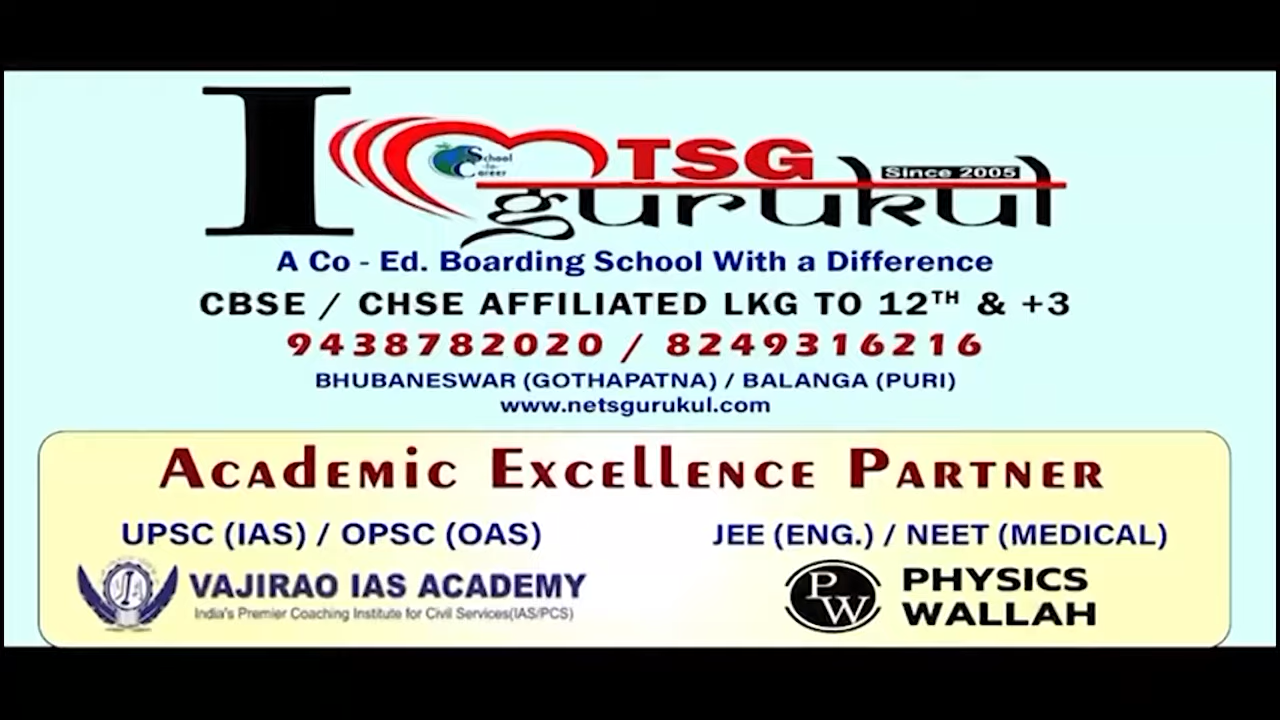 I TSG gurukul Since 2005
School to Career
A Co - Ed. Boarding School With a Difference
CBSE / CHSE AFFILIATED LKG TO 12TH & +3
9438782020 / 8249316216
BHUBANESWAR (GOTHAPATNA) / BALANGA (PURI)
www.netsgurukul.com
Academic Excellence Partner
UPSC (IAS) / OPSC (OAS)
VAJIRAO IAS ACADEMY
India's Premier Coaching Institute for Civil Services(IAS/PCS)
JEE (ENG.) / NEET (MEDICAL)
PW
PHYSICS
WALLAH